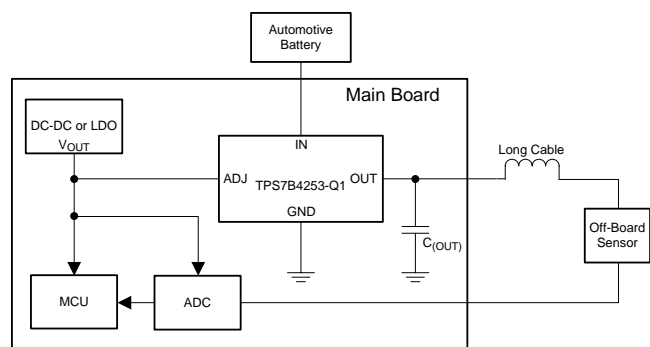 Automotive
Battery
Main Board
DC-DC or LDO
VOUT
IN
ADJ
TPS7B4253-Q1
OUT
GND
Long Cable
C(OUT)
Off-Board
Sensor
MCU
ADC